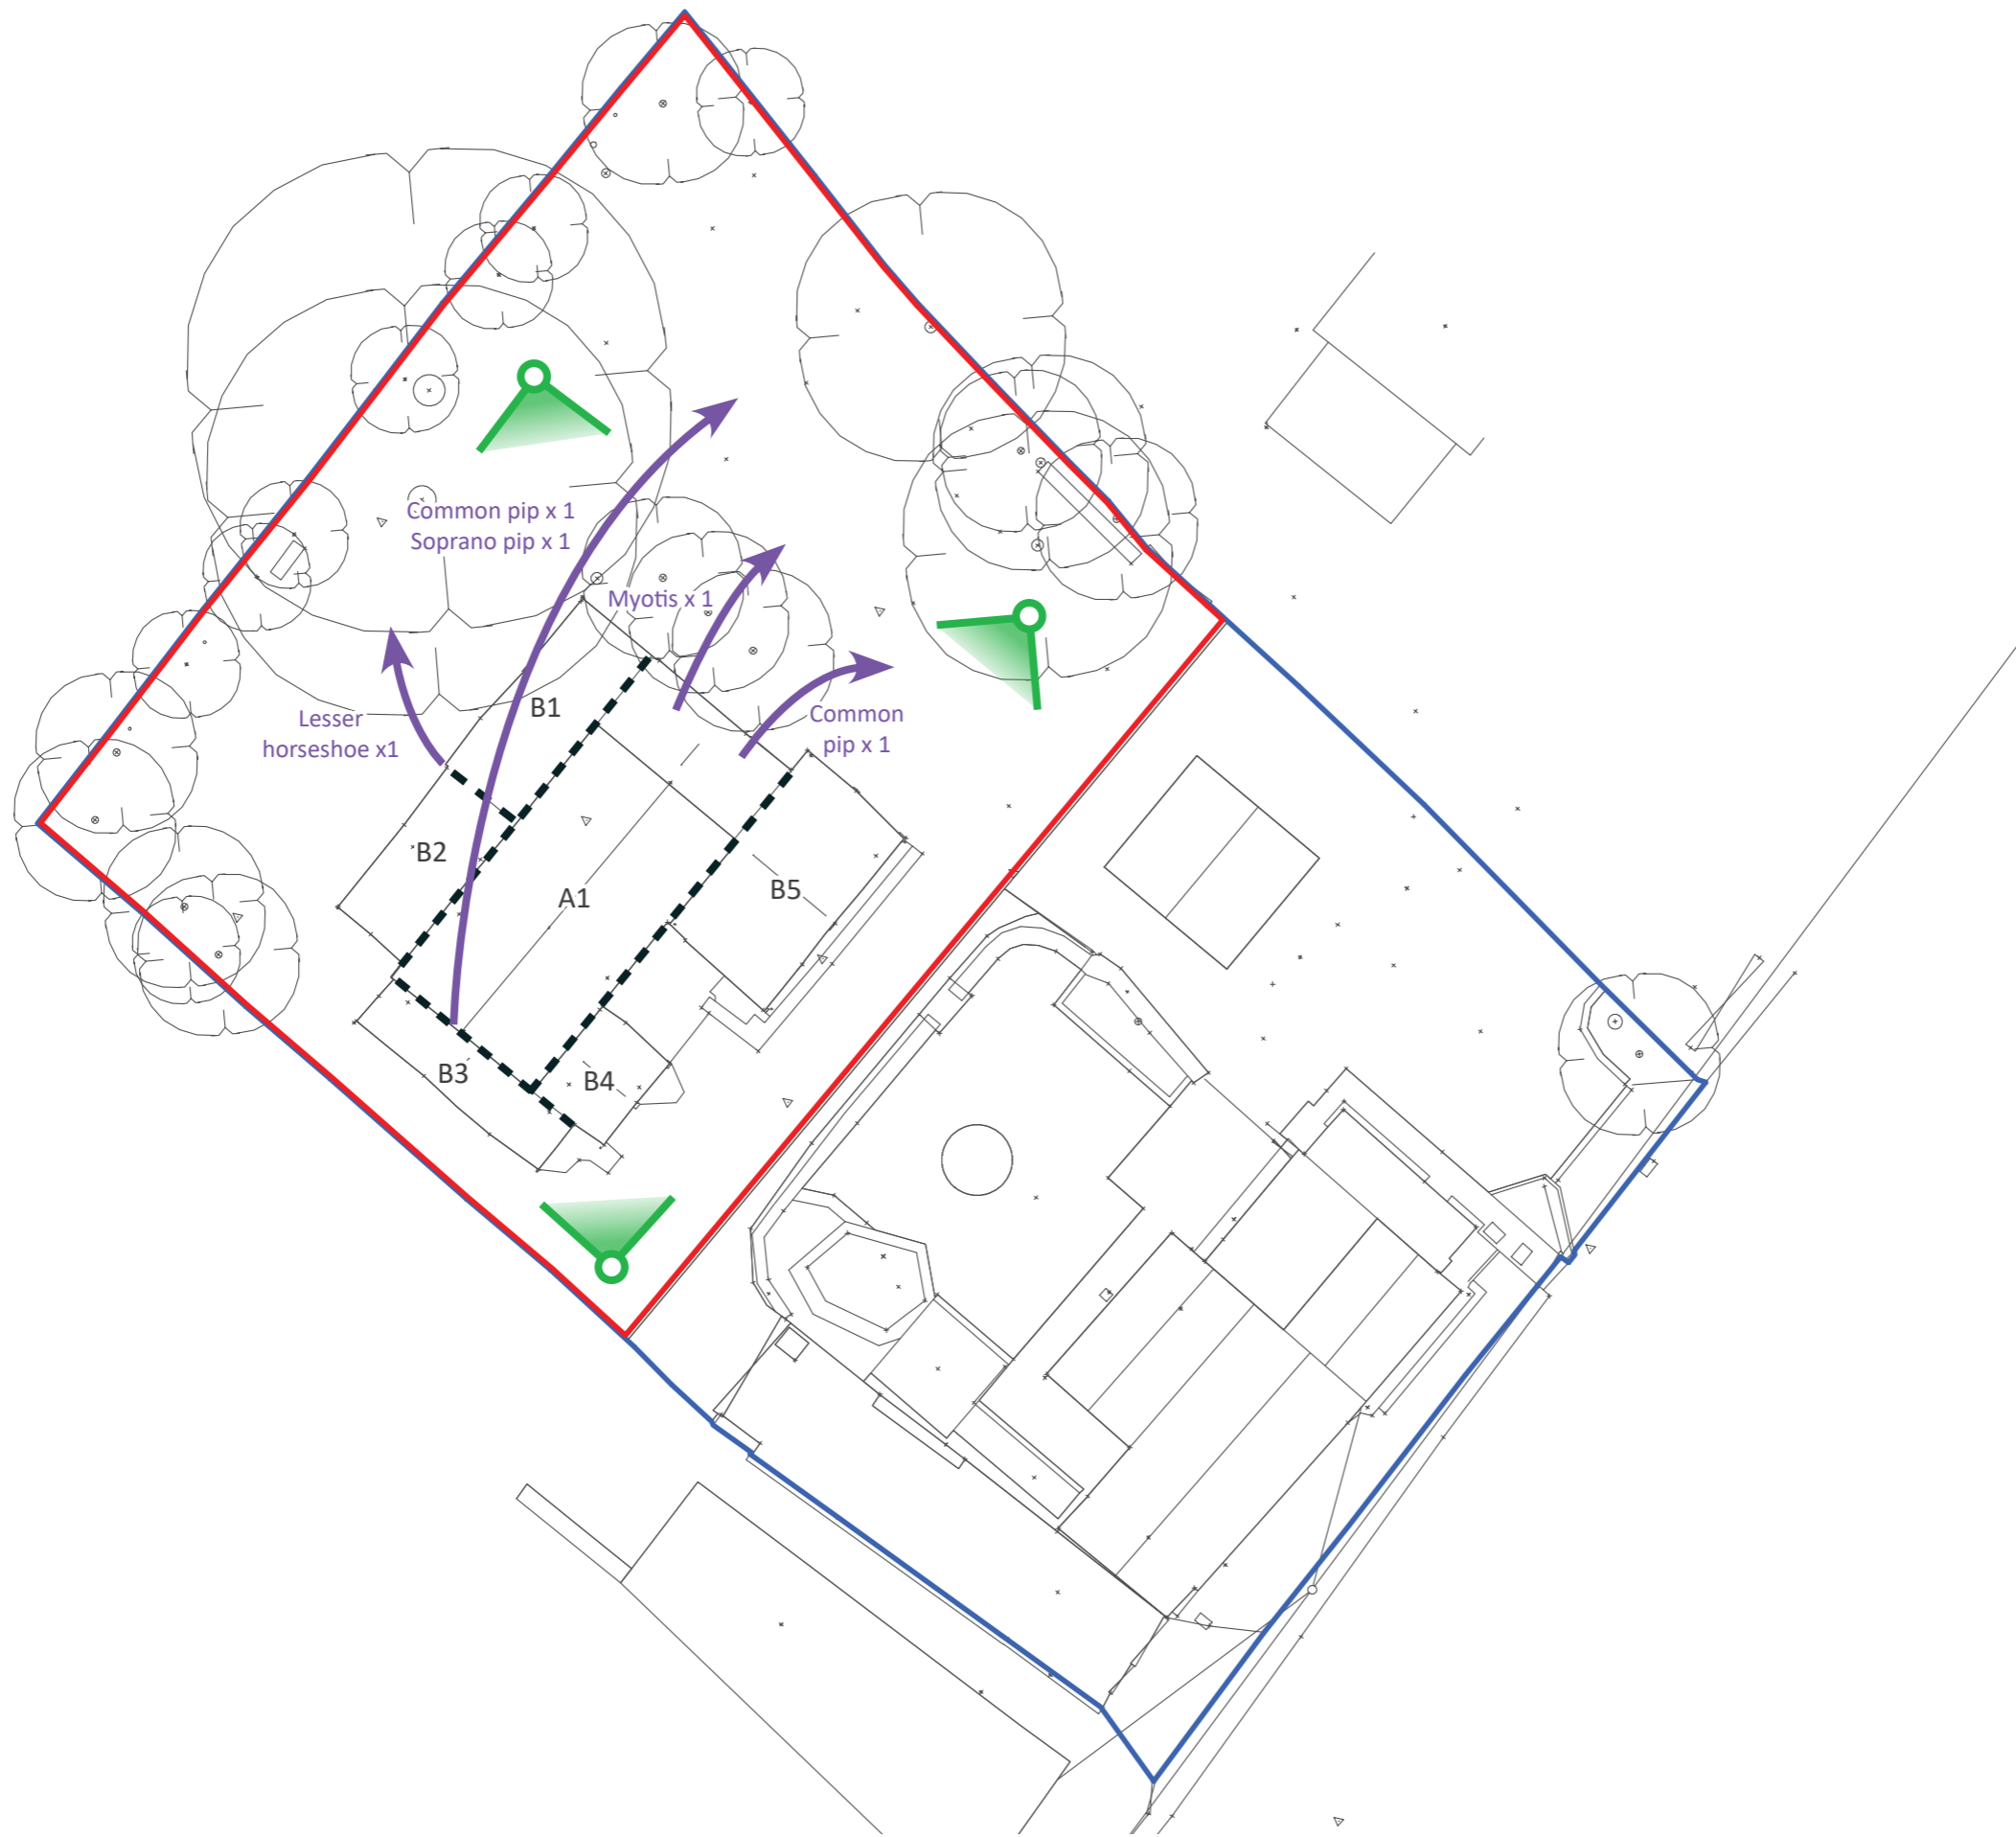 Common pip x 1
Soprano pip x 1
Myotis x 1
B1
Lesser
horseshoe x1
Common
pip x 1
B2
A1
B5
B3
B4